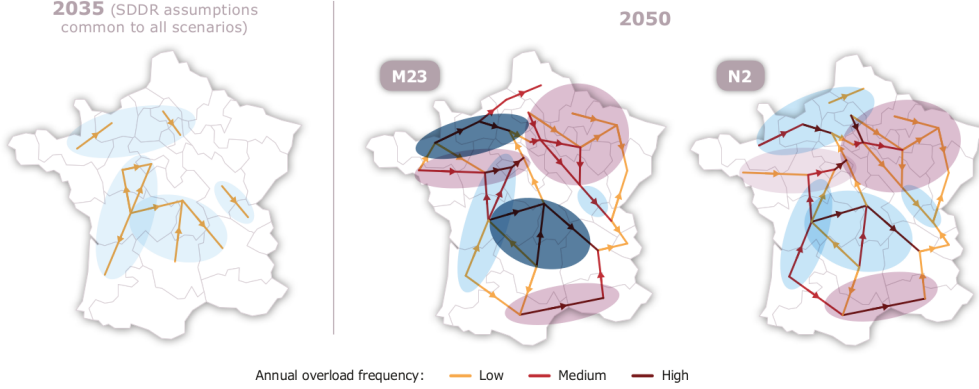 2035 (SDDR assumptions
common to all scenarios)
2050
M23
N2
Annual overload frequency: Low Medium High